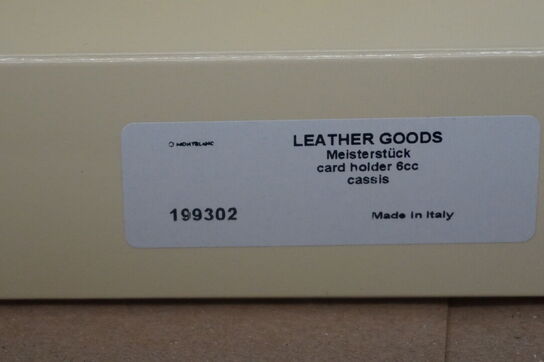 MONTBLANC
LEATHER GOODS
Meisterstück
card holder 6cc
cassis
199302
Made in Italy